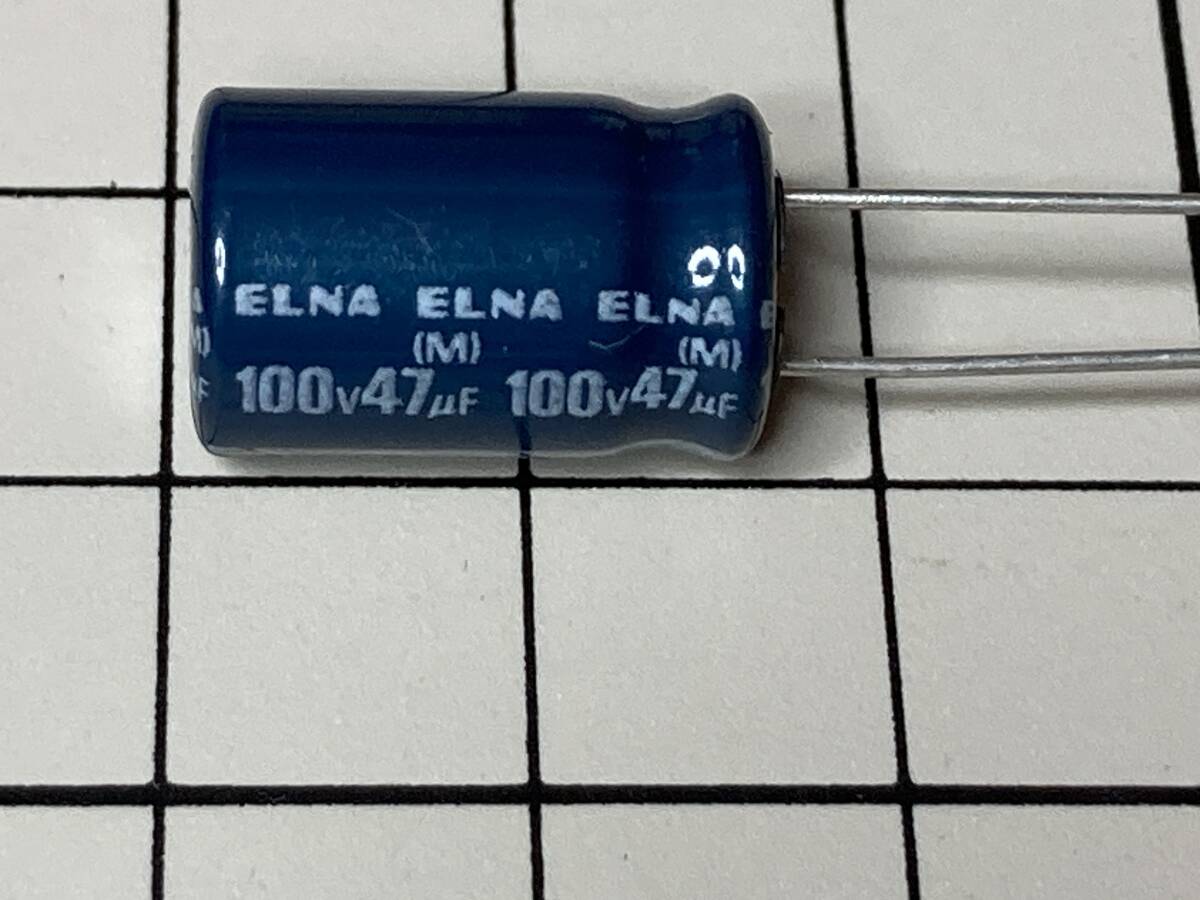 ELNA ELNA ELNA E
(M) (M)
100V47µF 100V47µF